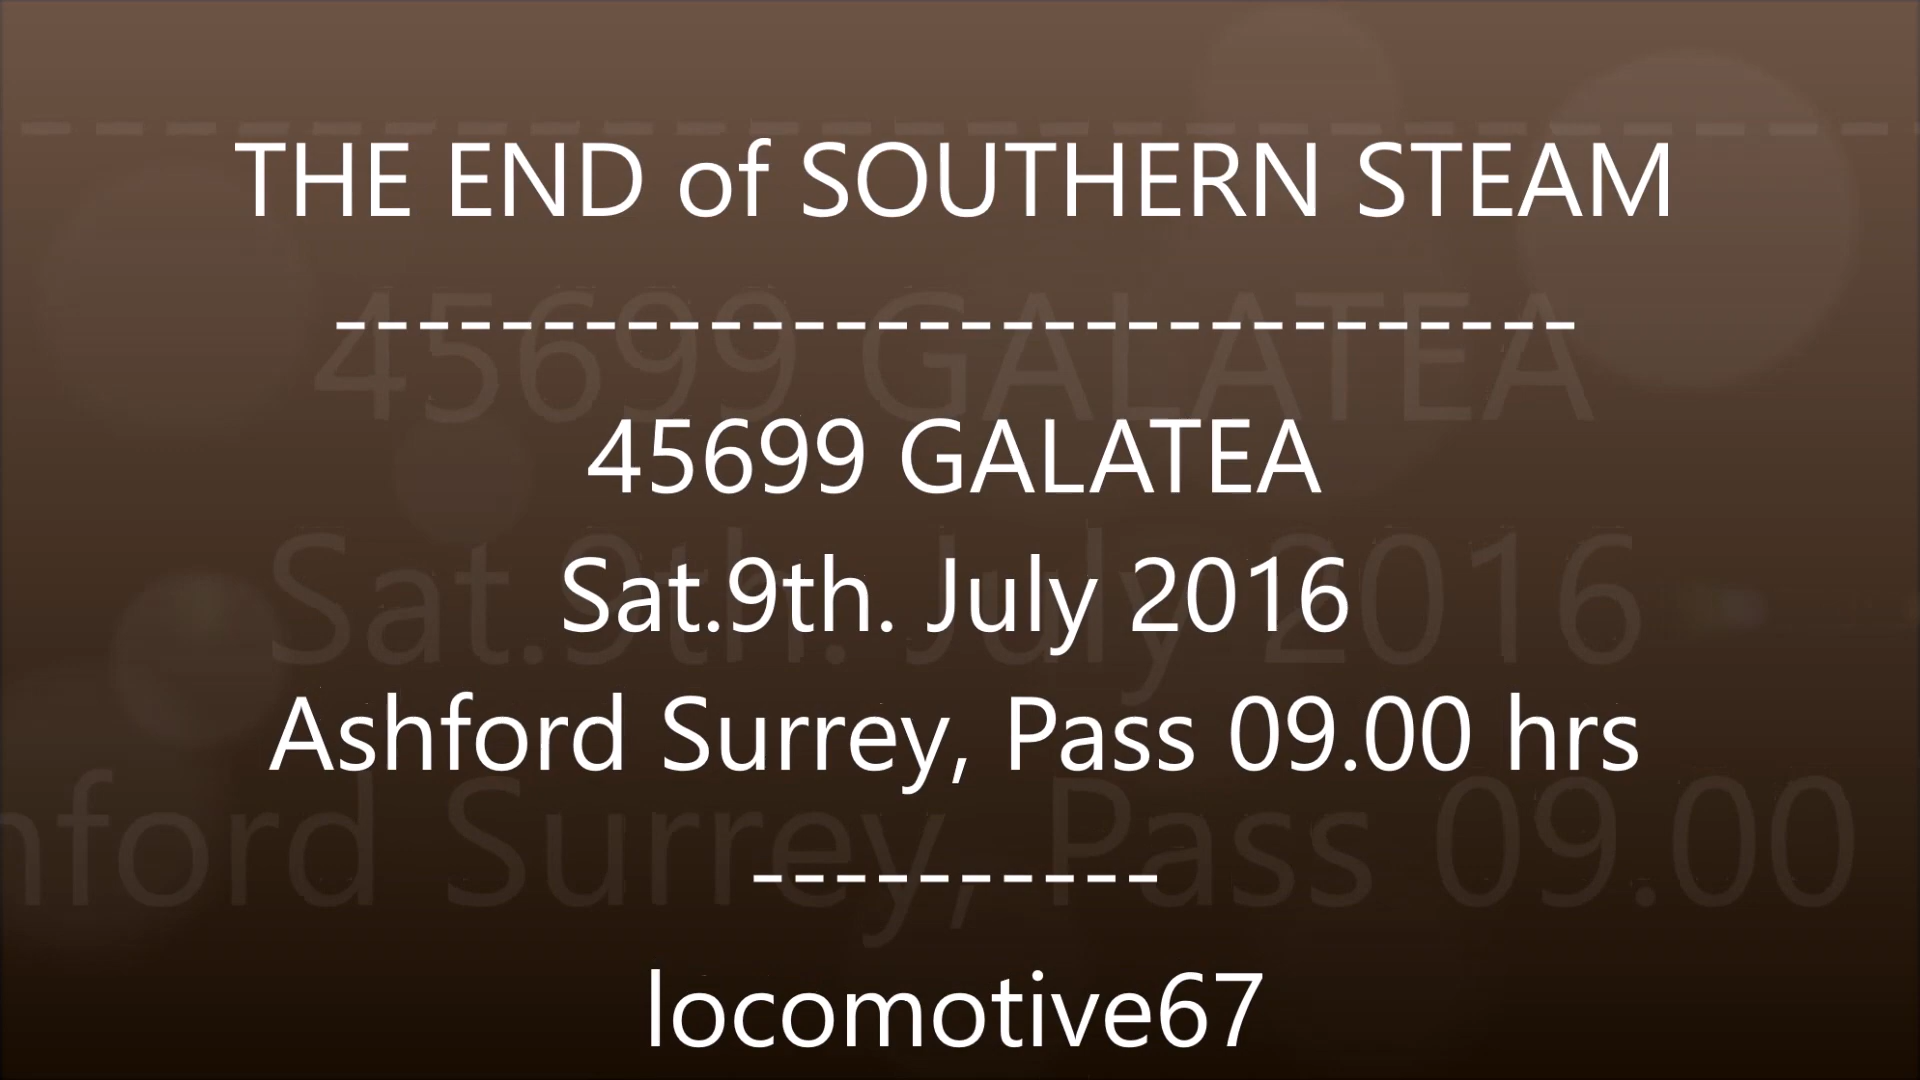 THE END of SOUTHERN STEAM
------------------------------
45699 GALATEA
Sat.9th. July 2016
Ashford Surrey, Pass 09.00 hrs
----------
locomotive67